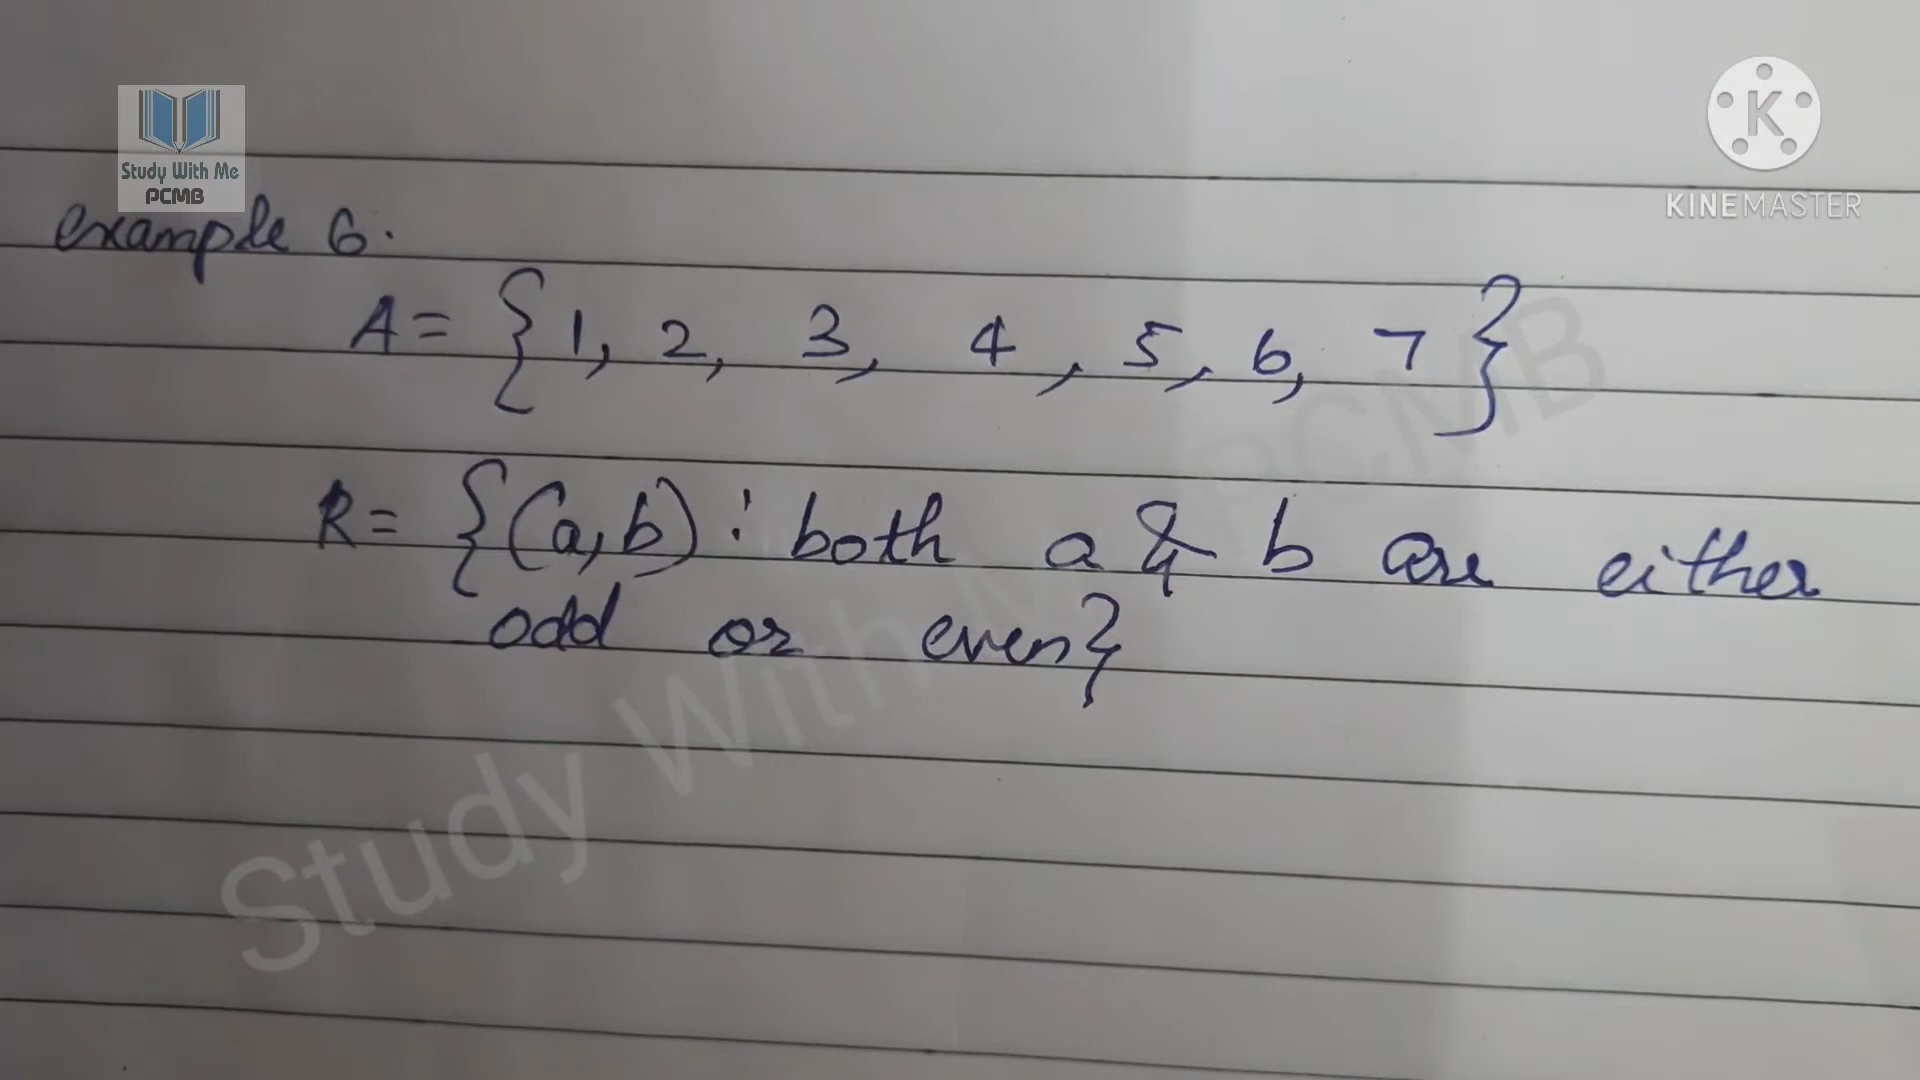 Study With Me
PCMB
KINEMASTER
example 6.
A = {1, 2, 3, 4, 5, 6, 7}
R = {(a,b) : both a & b are either
odd or even}
Study With Me PCMB